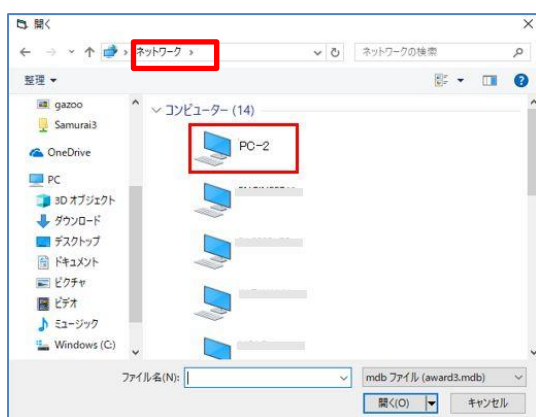 開く
ネットワーク
ネットワークの検索
整理
gazoo
Samurai3
OneDrive
PC
3D オブジェクト
ダウンロード
デスクトップ
ドキュメント
ピクチャ
ビデオ
ミュージック
Windows (C:)
コンピューター (14)
PC-2
ファイル名(N):
mdb ファイル (award3.mdb)
開く(O)
キャンセル